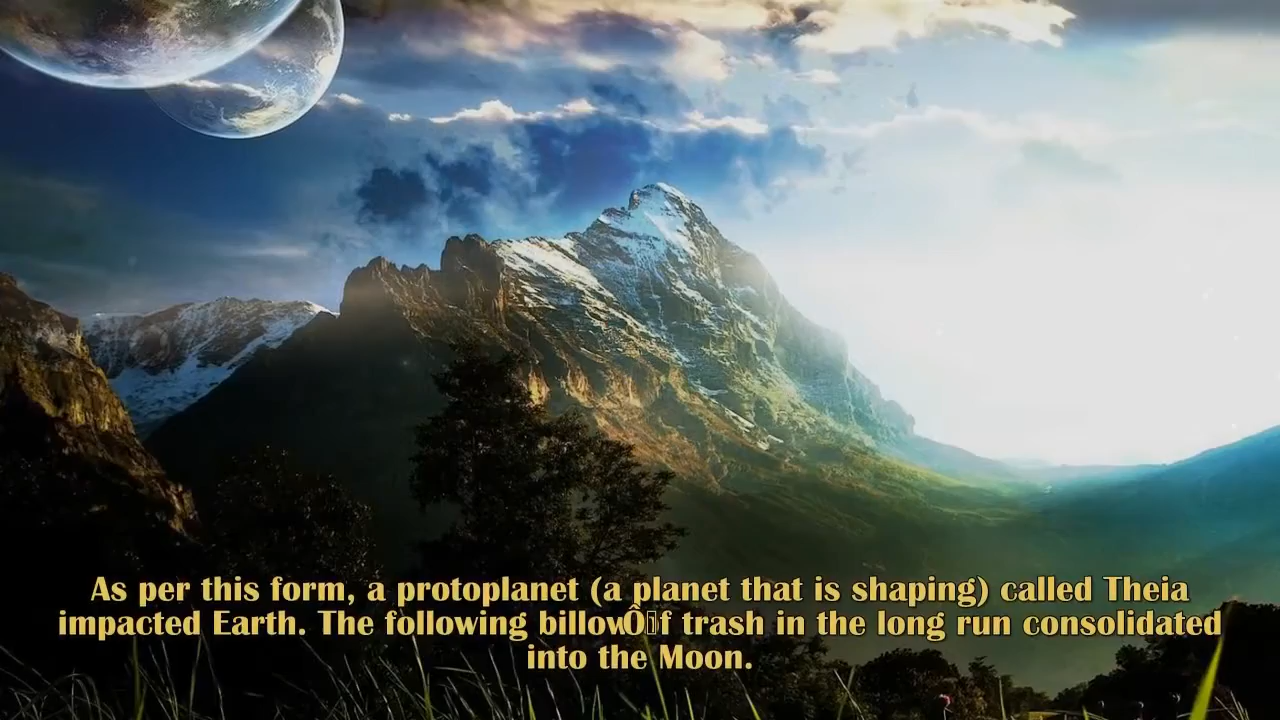 As per this form, a protoplanet (a planet that is shaping) called Theia
impacted Earth. The following billowÔ▯f trash in the long run consolidated
into the Moon.